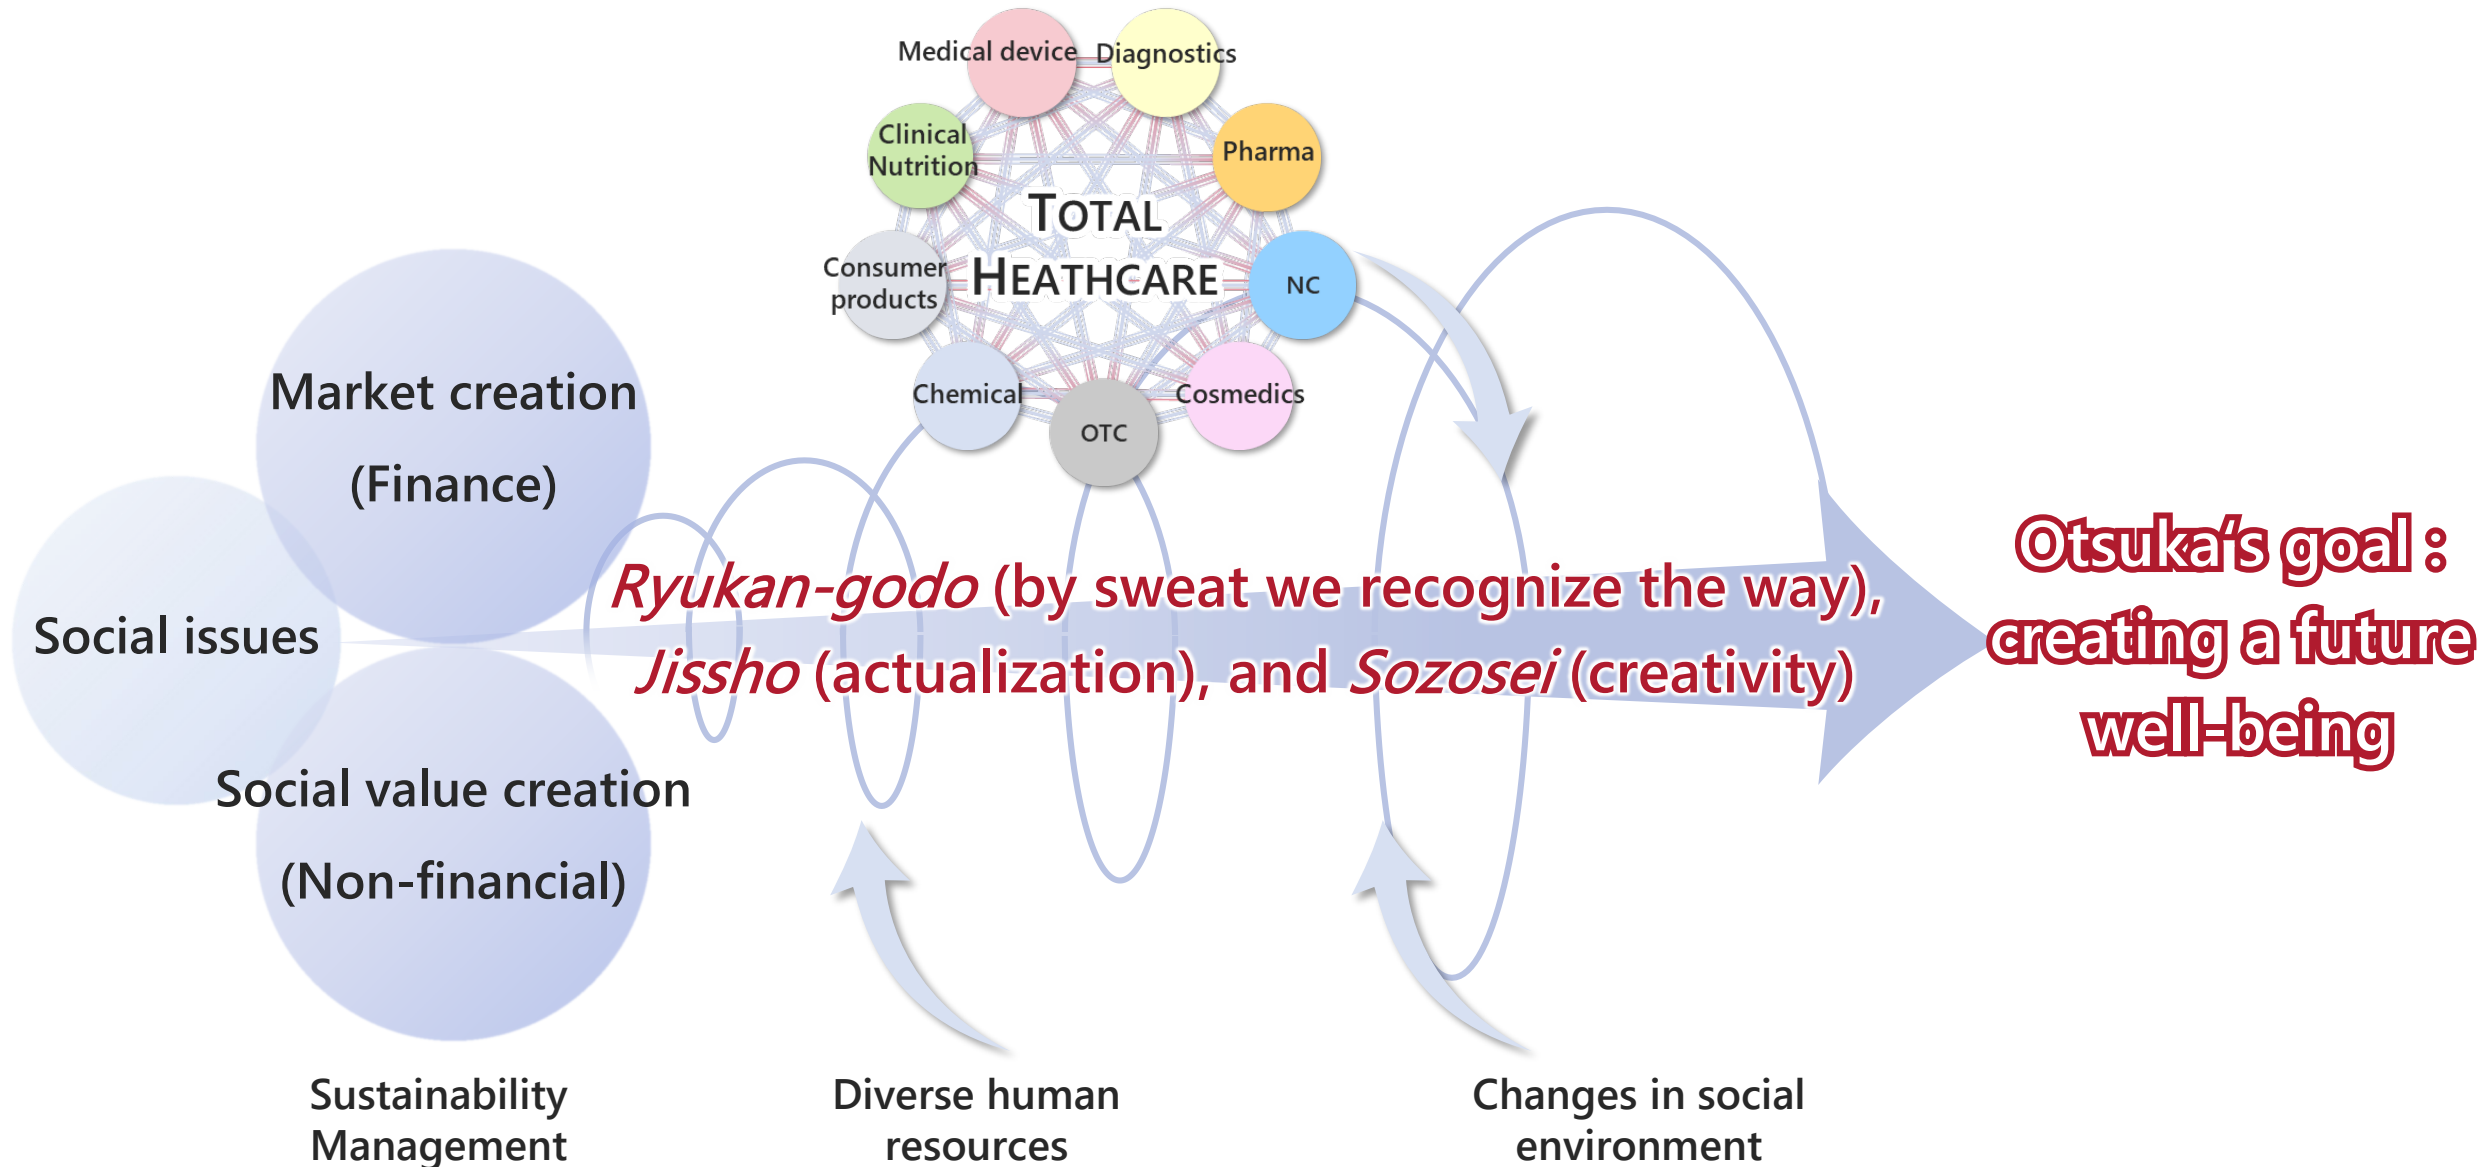 Medical device
Diagnostics
Clinical
Nutrition
Pharma
TOTAL
HEATHCARE
Consumer
products
NC
Chemical
Cosmedics
OTC
Market creation
(Finance)
Social issues
Social value creation
(Non-financial)
Ryukan-godo (by sweat we recognize the way),
Jissho (actualization), and Sozosei (creativity)
Otsuka‘s goal :
creating a future
well-being
Sustainability
Management
Diverse human
resources
Changes in social
environment